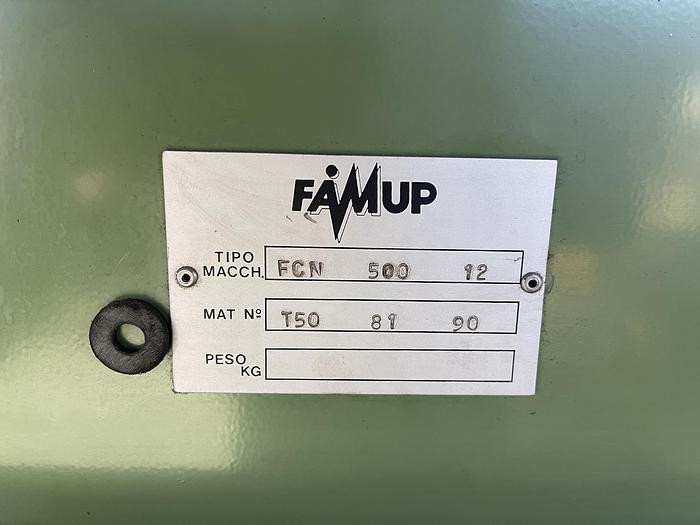 FAMUP
TIPO
MACCH. FCN 500 12
MAT Nº T50 81 90
PESO
KG